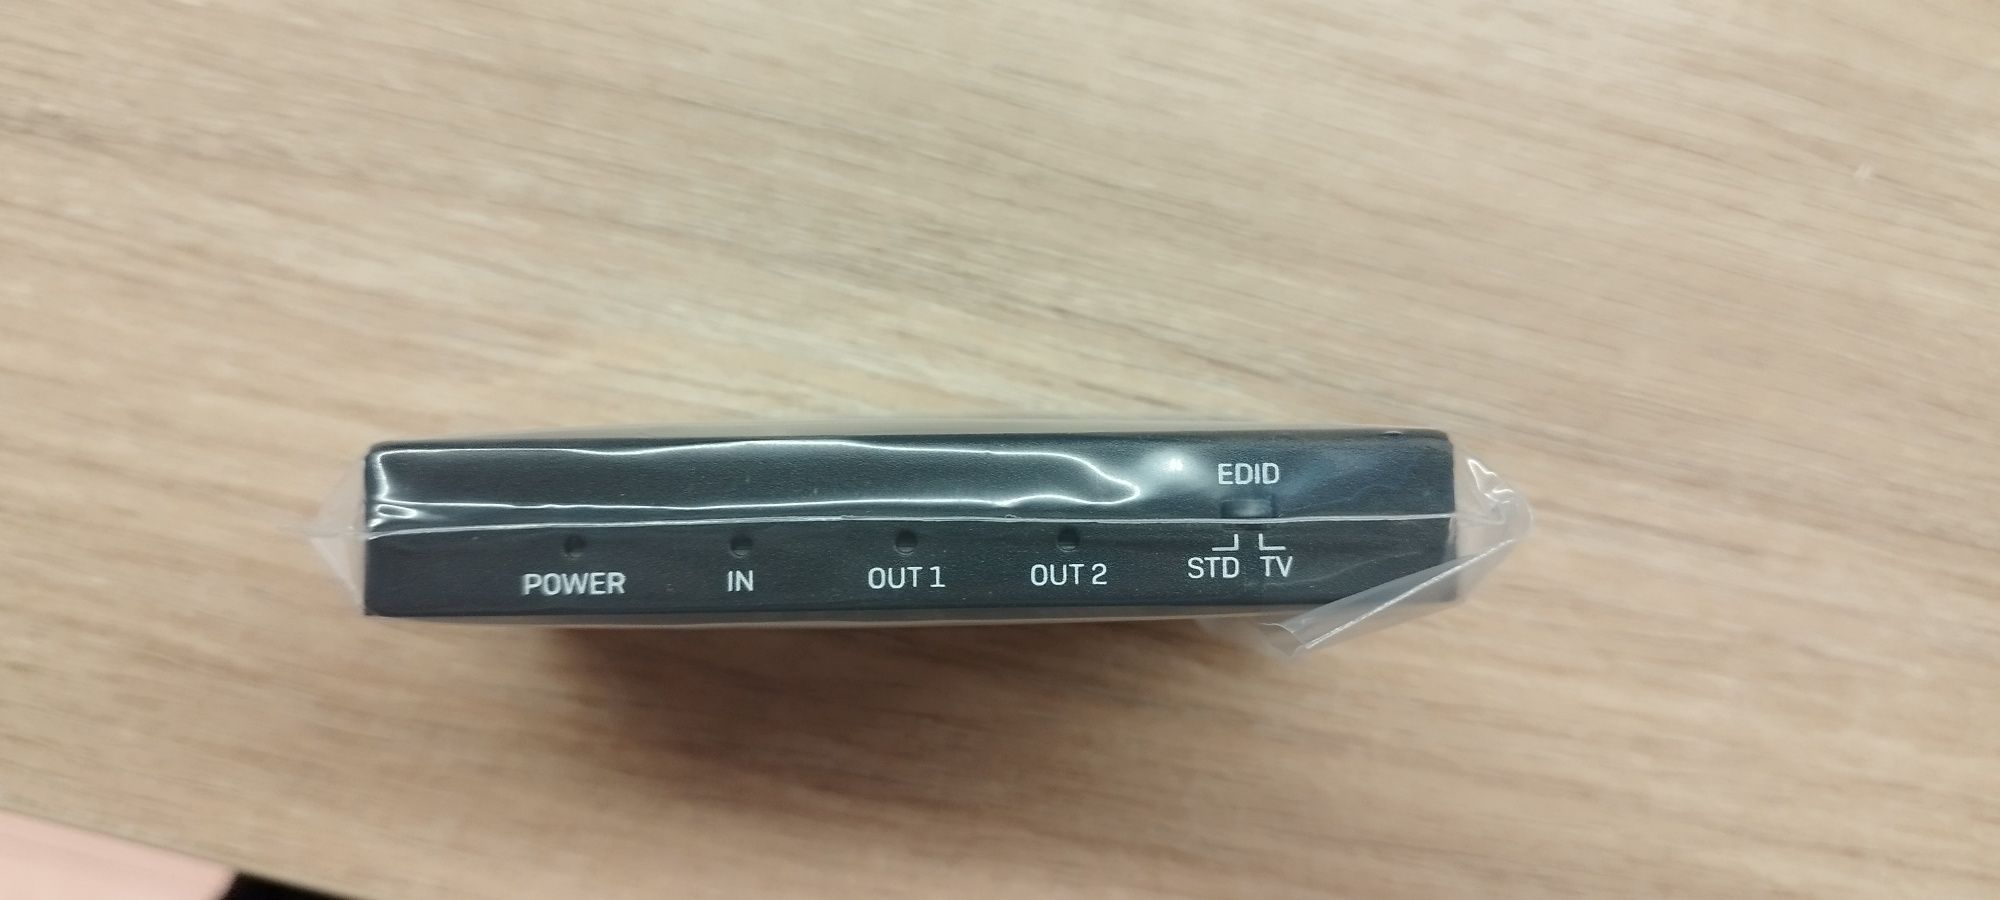 EDID
STD TV
POWER IN OUT 1 OUT 2